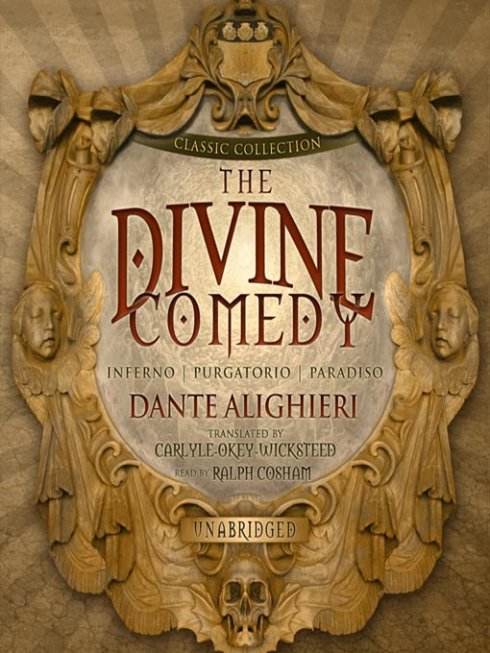 CLASSIC COLLECTION
THE
DIVINE
COMEDY
INFERNO | PURGATORIO | PARADISO
DANTE ALIGHIERI
TRANSLATED BY
CARLYLE-OKEY-WICKSTEED
READ BY RALPH COSHAM
UNABRIDGED